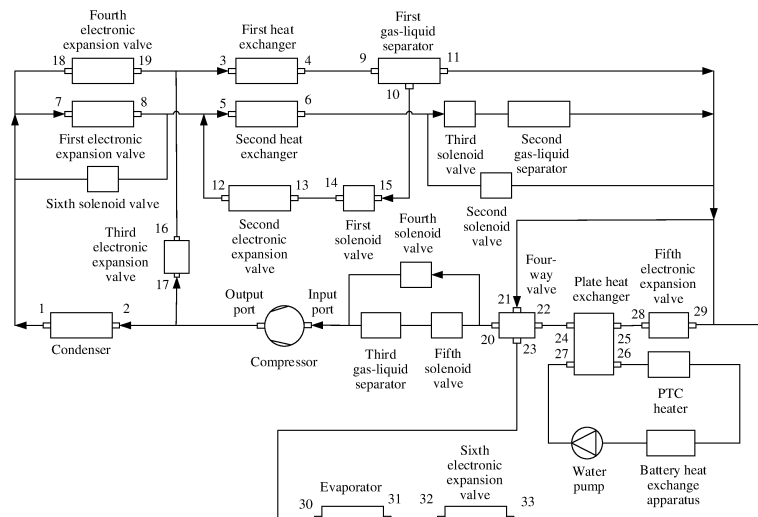 Fourth
electronic
expansion valve
First heat
exchanger
First
gas-liquid
separator
18
19
3
4
9
11
10
7
8
5
6
First electronic
expansion valve
Second heat
exchanger
Third
solenoid
valve
Second
gas-liquid
separator
Sixth solenoid valve
12
13
14
15
Second
electronic
expansion
valve
First
solenoid
valve
Second
solenoid
valve
Third
electronic
expansion
valve
16
17
Fourth
solenoid
valve
Four-
way
valve
Plate heat
exchanger
Fifth
electronic
expansion
valve
1
2
Output
port
Input
port
21
22
20
23
24
28
29
25
27
26
Condenser
Compressor
Third
gas-liquid
separator
Fifth
solenoid
valve
PTC
heater
Water
pump
Battery heat
exchange
apparatus
Evaporator
30
31
Sixth
electronic
expansion
valve
32
33